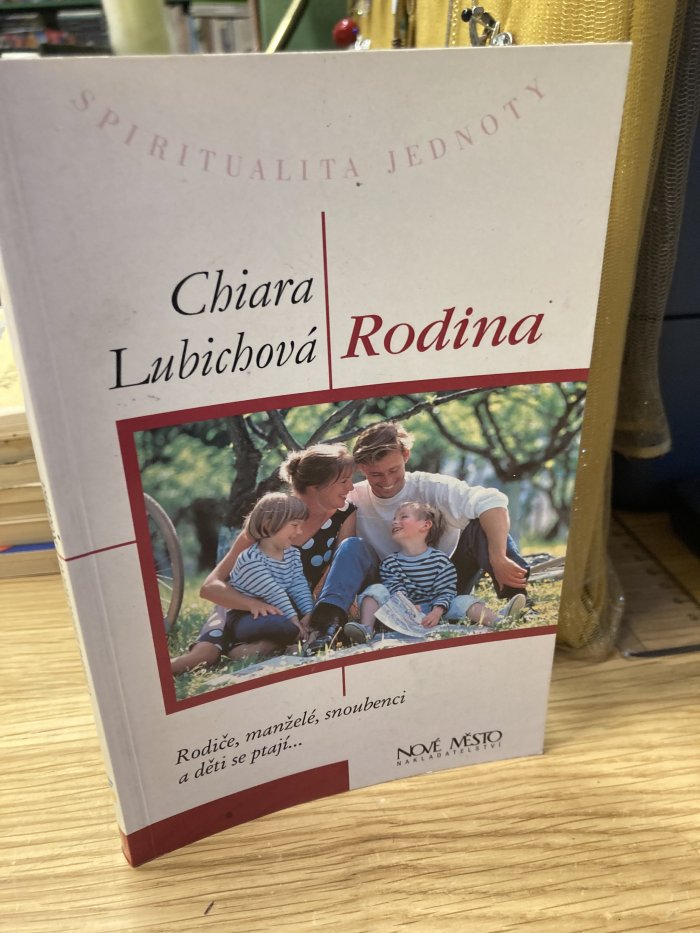 SPIRITUALITA JEDNOTY
Chiara
Lubichová
Rodina
Rodiče, manželé, snoubenci
a děti se ptají...
NOVÉ MĚSTO
NAKLADATELSTVÍ